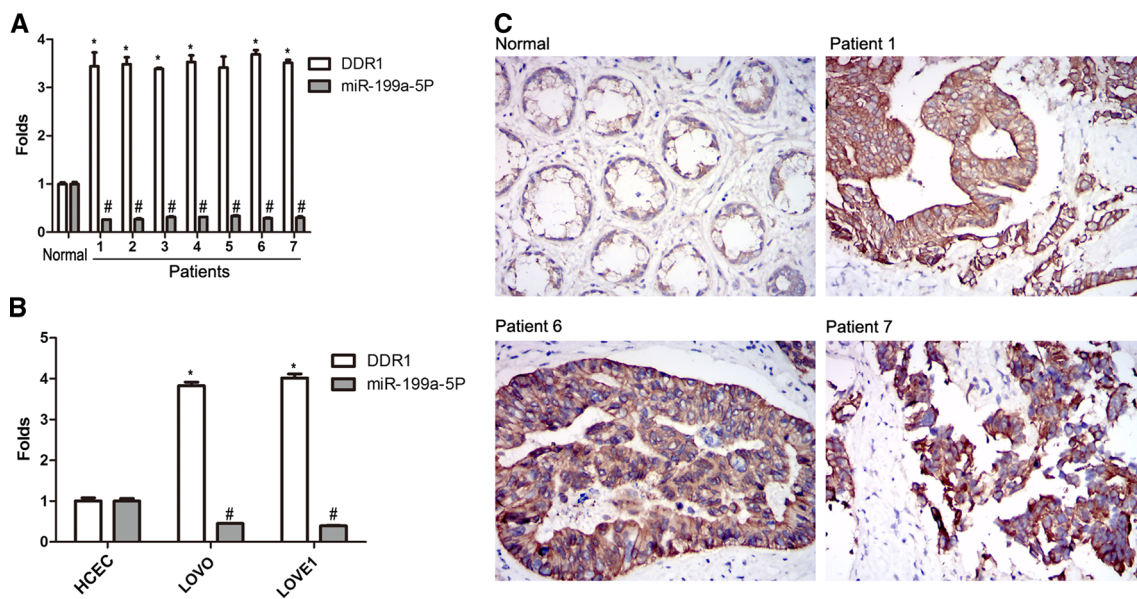 A
4
3
2
1
0
Folds
DDR1
miR-199a-5P
* * * * * *
# # # # # # #
Normal
1 2 3 4 5 6 7
Patients
B
5
4
3
4
1
0
Folds
DDR1
miR-199a-5P
* *
# #
HCEC
LOVO
LOVE1
C
Normal
Patient 1
Patient 6
Patient 7